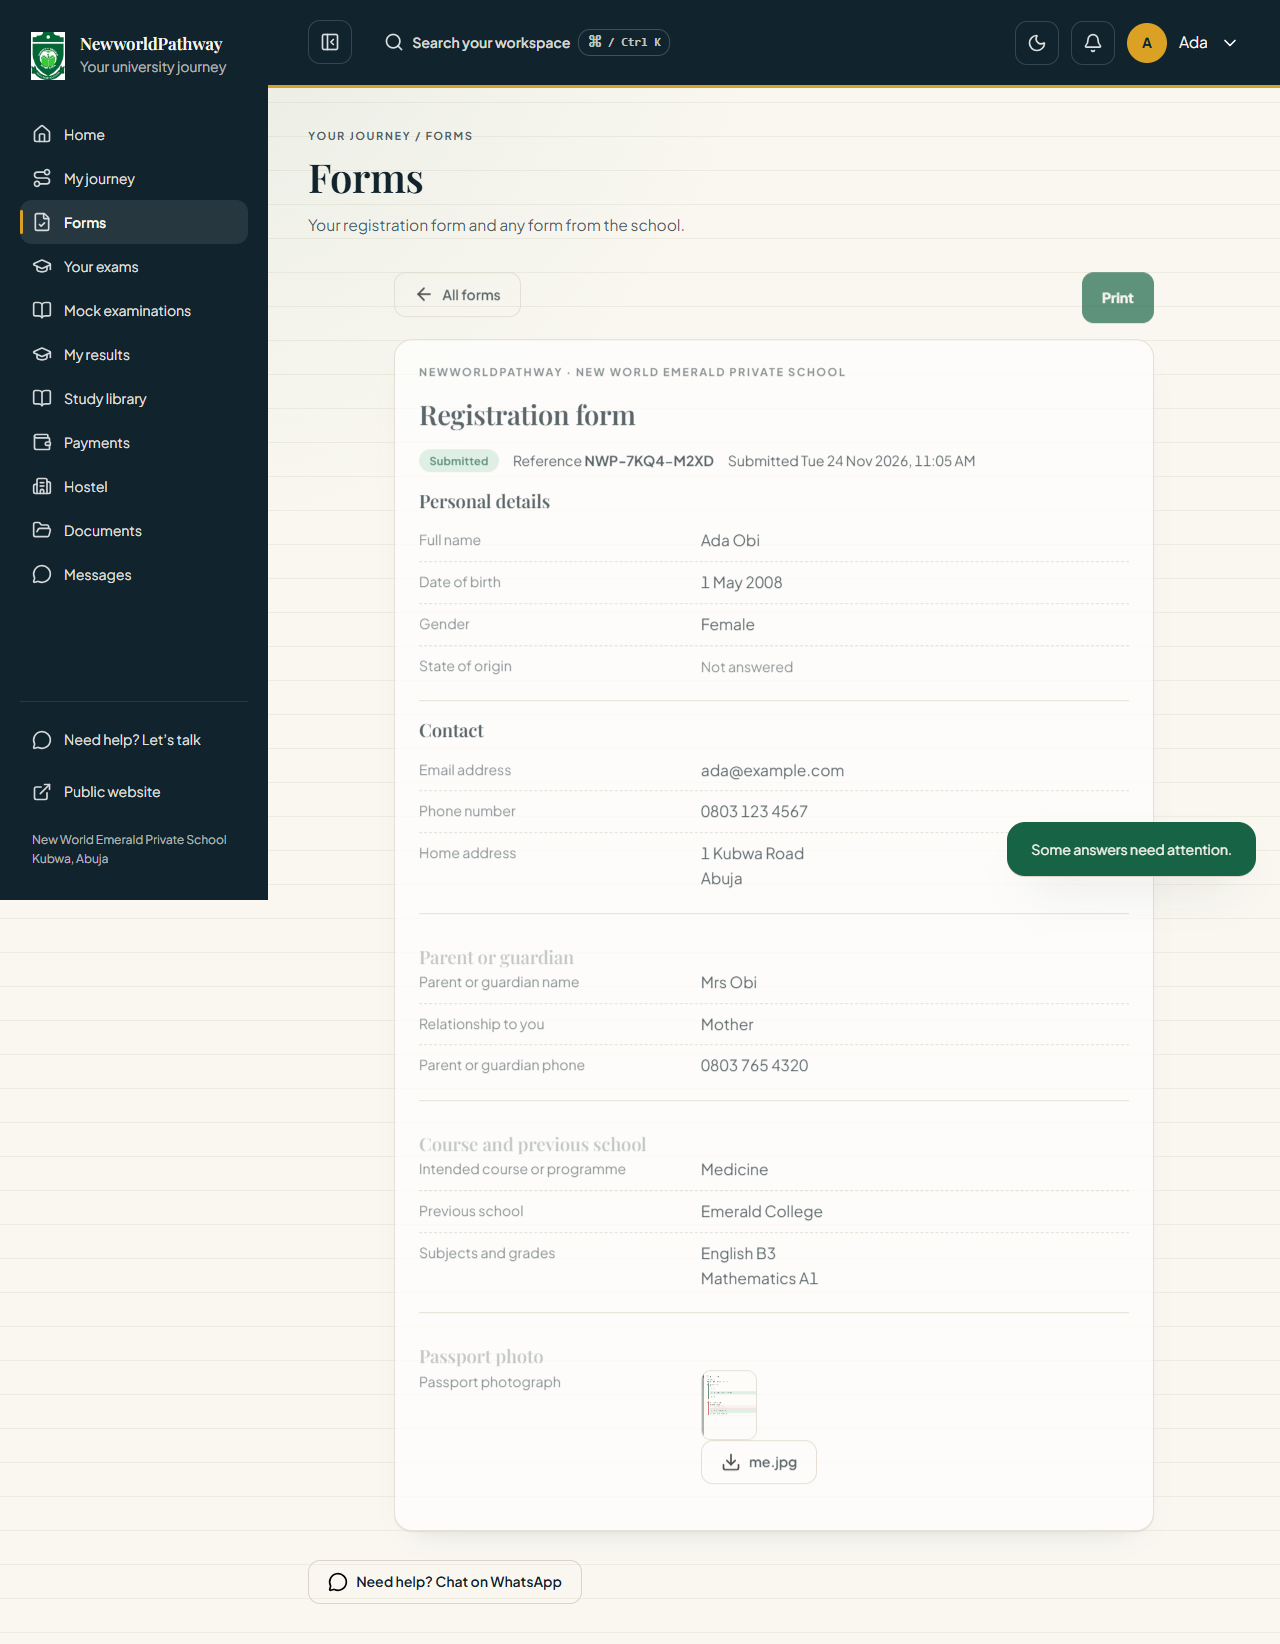 NewworldPathway
Your university journey
Search your workspace
⌘ / Ctrl K
A
Ada
Home
My journey
Forms
Your exams
Mock examinations
My results
Study library
Payments
Hostel
Documents
Messages
Need help? Let's talk
Public website
New World Emerald Private School
Kubwa, Abuja
YOUR JOURNEY / FORMS
Forms
Your registration form and any form from the school.
All forms
Print
NEWWORLDPATHWAY · NEW WORLD EMERALD PRIVATE SCHOOL
Registration form
Submitted Reference NWP-7KQ4-M2XD Submitted Tue 24 Nov 2026, 11:05 AM
Personal details
Full name Ada Obi
Date of birth 1 May 2008
Gender Female
State of origin Not answered
Contact
Email address ada@example.com
Phone number 0803 123 4567
Home address 1 Kubwa Road
Abuja
Some answers need attention.
Parent or guardian
Parent or guardian name Mrs Obi
Relationship to you Mother
Parent or guardian phone 0803 765 4320
Course and previous school
Intended course or programme Medicine
Previous school Emerald College
Subjects and grades English B3
Mathematics A1
Passport photo
Passport photograph
me.jpg
Need help? Chat on WhatsApp